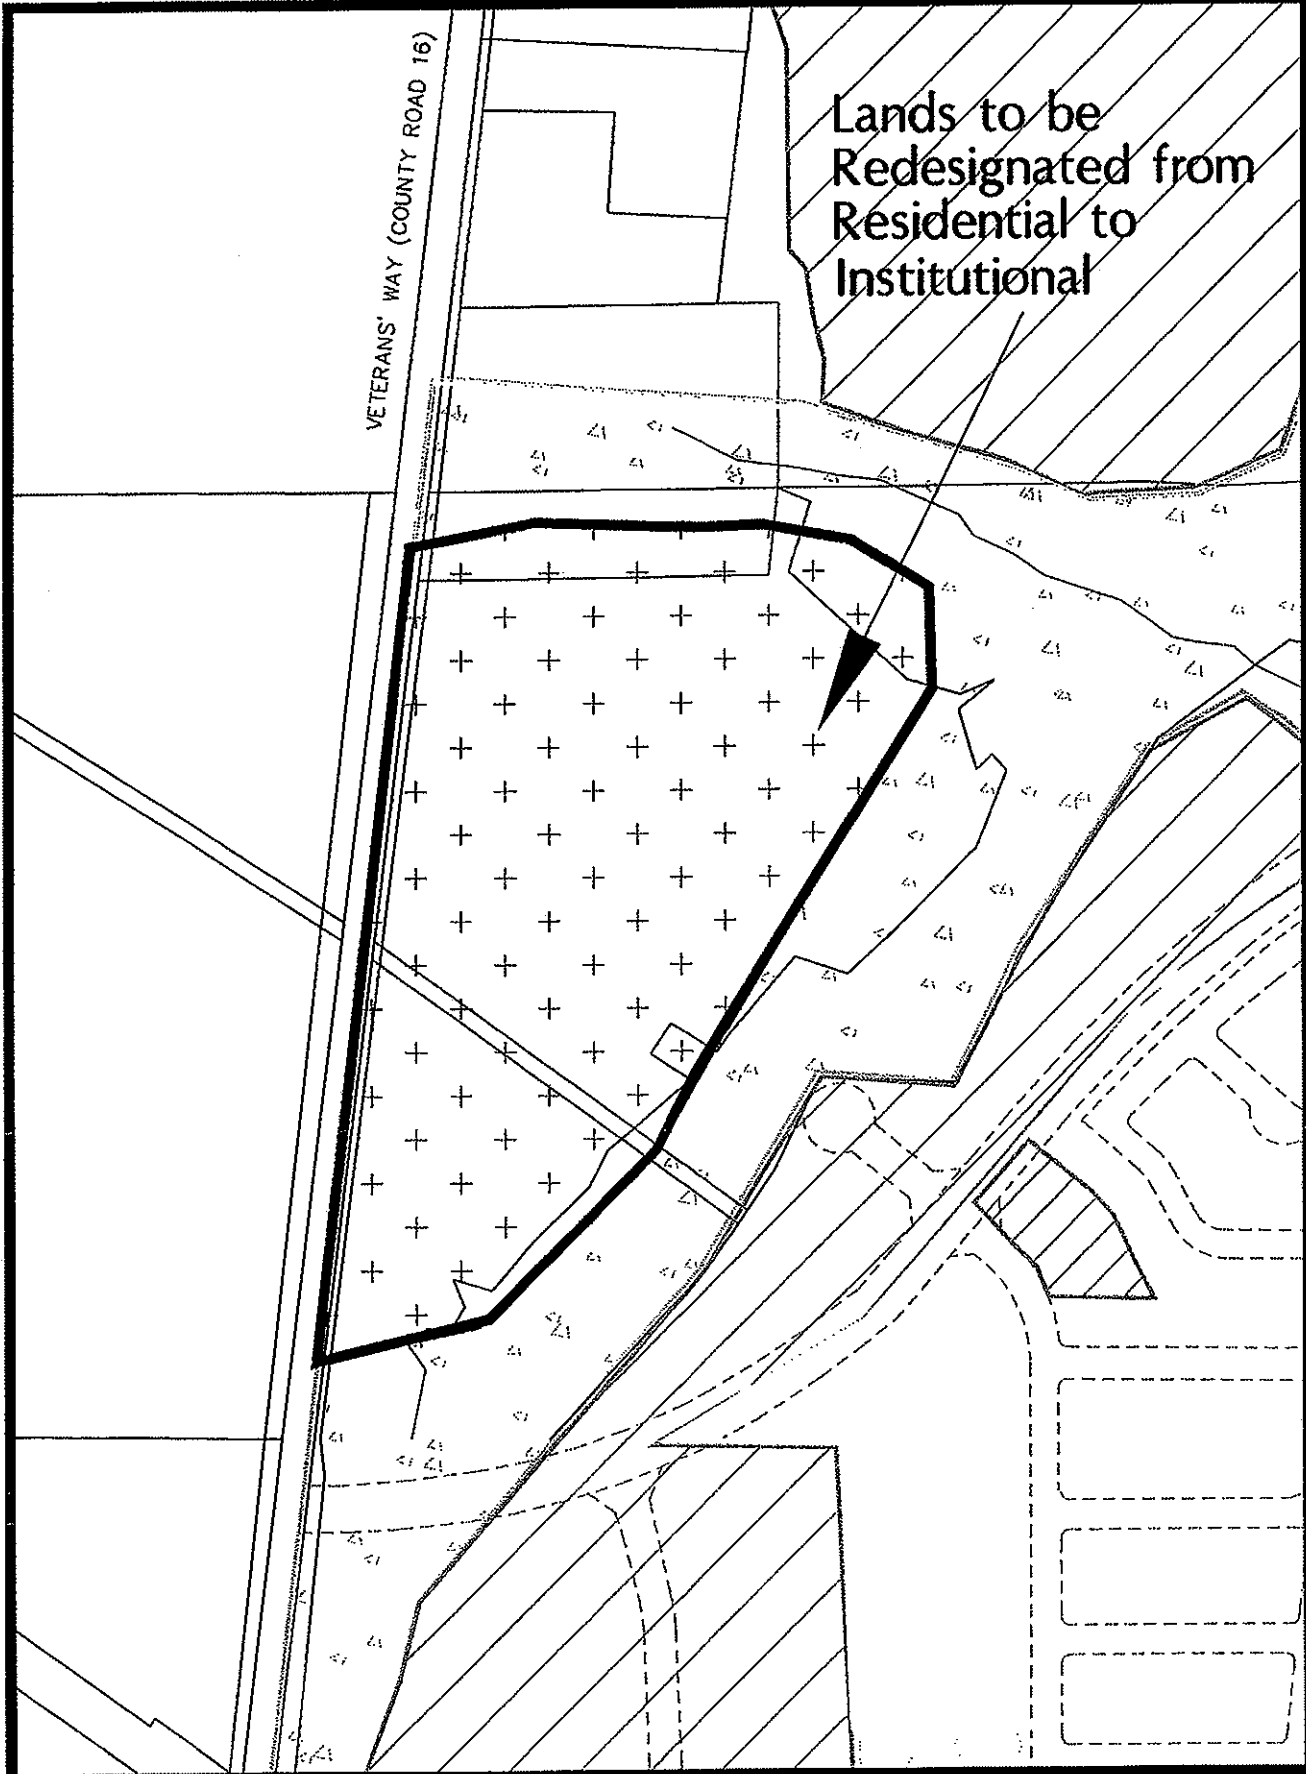 VETERANS' WAY (COUNTY ROAD 16)
Lands to be
Redesignated from
Residential to
Institutional